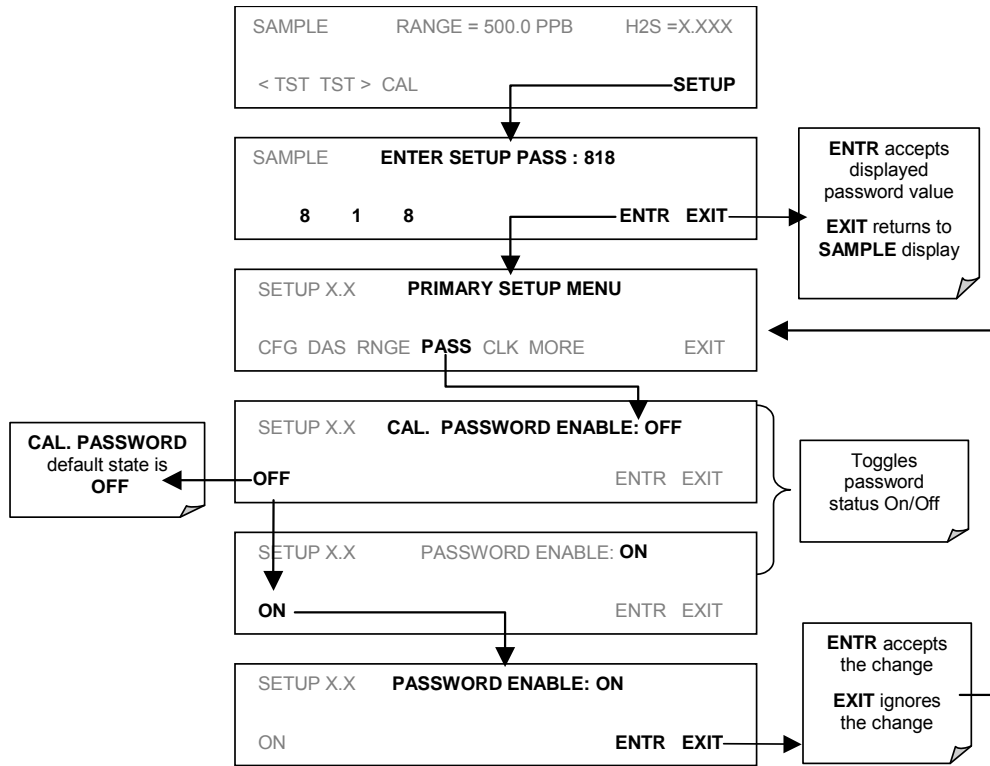 SAMPLE RANGE = 500.0 PPB H2S =X.XXX
< TST TST > CAL SETUP
SAMPLE ENTER SETUP PASS : 818
8 1 8 ENTR EXIT
ENTR accepts
displayed
password value
EXIT returns to
SAMPLE display
SETUP X.X PRIMARY SETUP MENU
CFG DAS RNGE PASS CLK MORE EXIT
SETUP X.X CAL. PASSWORD ENABLE: OFF
OFF ENTR EXIT
CAL. PASSWORD
default state is
OFF
Toggles
password
status On/Off
SETUP X.X PASSWORD ENABLE: ON
ON ENTR EXIT
SETUP X.X PASSWORD ENABLE: ON
ON ENTR EXIT
ENTR accepts
the change
EXIT ignores
the change